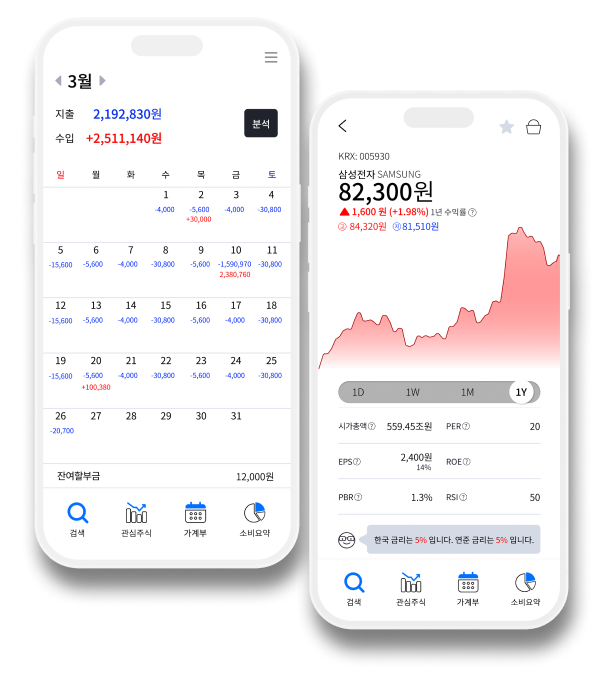 3월
지출 2,192,830원
수입 +2,511,140원
분석
일 월 화 수 목 금 토
1 2 3 4
-4,000 -5,600 -4,000 -30,800
+30,000
5 6 7 8 9 10 11
-15,600 -5,600 -4,000 -30,800 -5,600 -1,590,970 -30,800
2,380,760
12 13 14 15 16 17 18
-15,600 -5,600 -4,000 -30,800 -5,600 -4,000 -30,800
19 20 21 22 23 24 25
-15,600 -5,600 -4,000 -30,800 -5,600 -4,000 -30,800
+100,380
26 27 28 29 30 31
-20,700
잔여할부금 12,000원
검색 관심주식 가계부 소비요약
KRX: 005930
삼성전자 SAMSUNG
82,300원
▲ 1,600 원 (+1.98%) 1년 수익률 ?
고 84,320원 저 81,510원
1D 1W 1M 1Y
시가총액? 559.45조원 PER? 20
EPS? 2,400원 ROE?
14%
PBR? 1.3% RSI? 50
한국 금리는 5% 입니다. 연준 금리는 5% 입니다.
검색 관심주식 가계부 소비요약